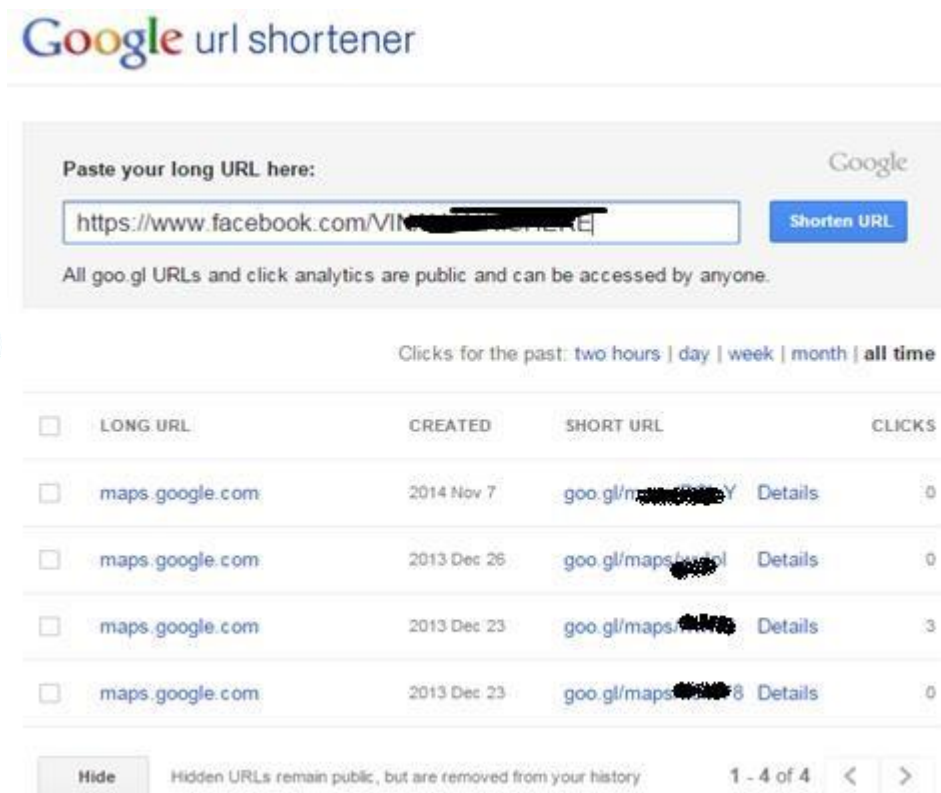 Google url shortener
Google
Paste your long URL here:
https://www.facebook.com/
Shorten URL
All goo.gl URLs and click analytics are public and can be accessed by anyone.
Clicks for the past: two hours | day | week | month | all time
LONG URL CREATED SHORT URL CLICKS
maps.google.com 2014 Nov 7 Details 0
maps.google.com 2013 Dec 26 Details 0
maps.google.com 2013 Dec 23 Details 3
maps.google.com 2013 Dec 23 Details 0
Hide Hidden URLs remain public, but are removed from your history 1 - 4 of 4 < >